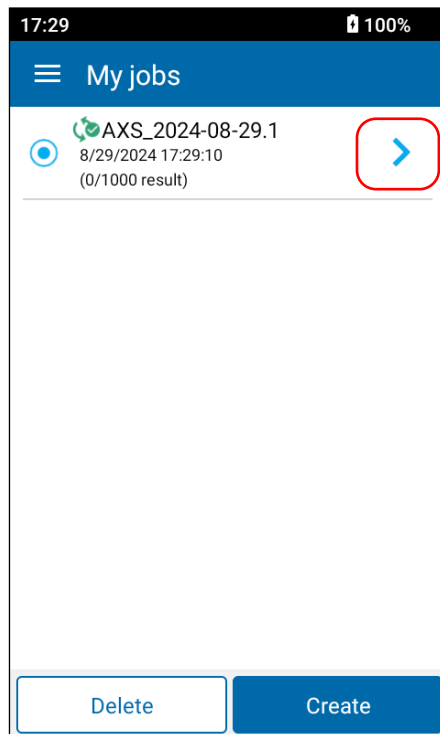 17:29 100%
My jobs
AXS_2024-08-29.1
8/29/2024 17:29:10
(0/1000 result)
Delete Create